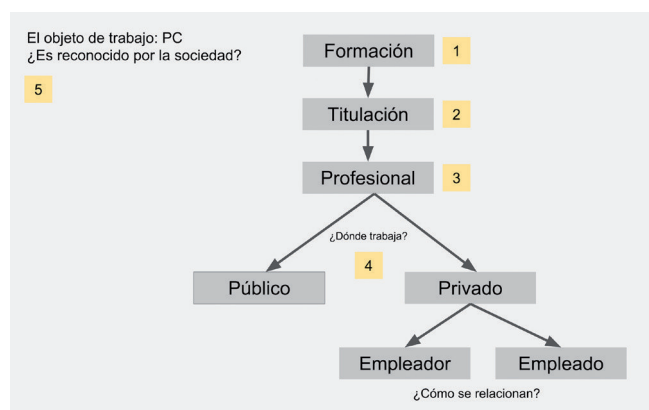 El objeto de trabajo: PC
¿Es reconocido por la sociedad?
5
Formación
1
Titulación
2
Profesional
3
¿Dónde trabaja?
4
Público
Privado
Empleador
Empleado
¿Cómo se relacionan?